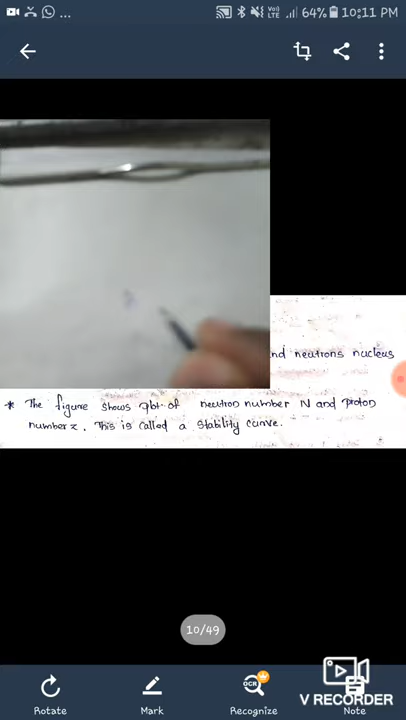 64% 10:11 PM
nd neutrons nucleus
* The figure shows plot of neutron number N and proton
number z. This is called a stability curve.
10/49
Rotate
Mark
OCR
Recognize
Note
V RECORDER